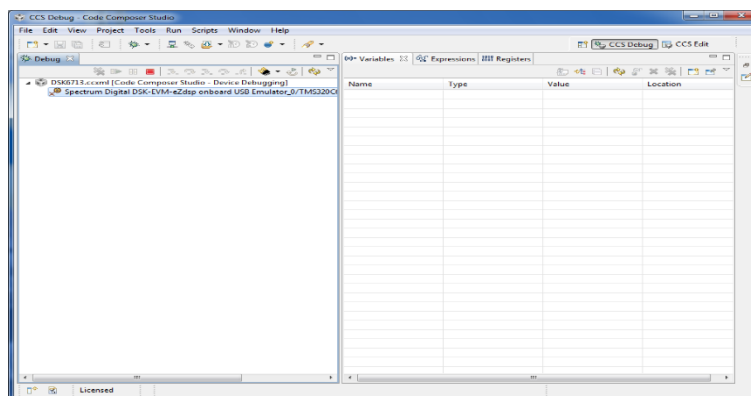 CCS Debug - Code Composer Studio
File Edit View Project Tools Run Scripts Window Help
CCS Debug CCS Edit
Debug
(x)= Variables Expressions Registers
DSK6713.ccxml [Code Composer Studio - Device Debugging]
Spectrum Digital DSK-EVM-eZdsp onboard USB Emulator_0/TMS320C
Name Type Value Location
Licensed